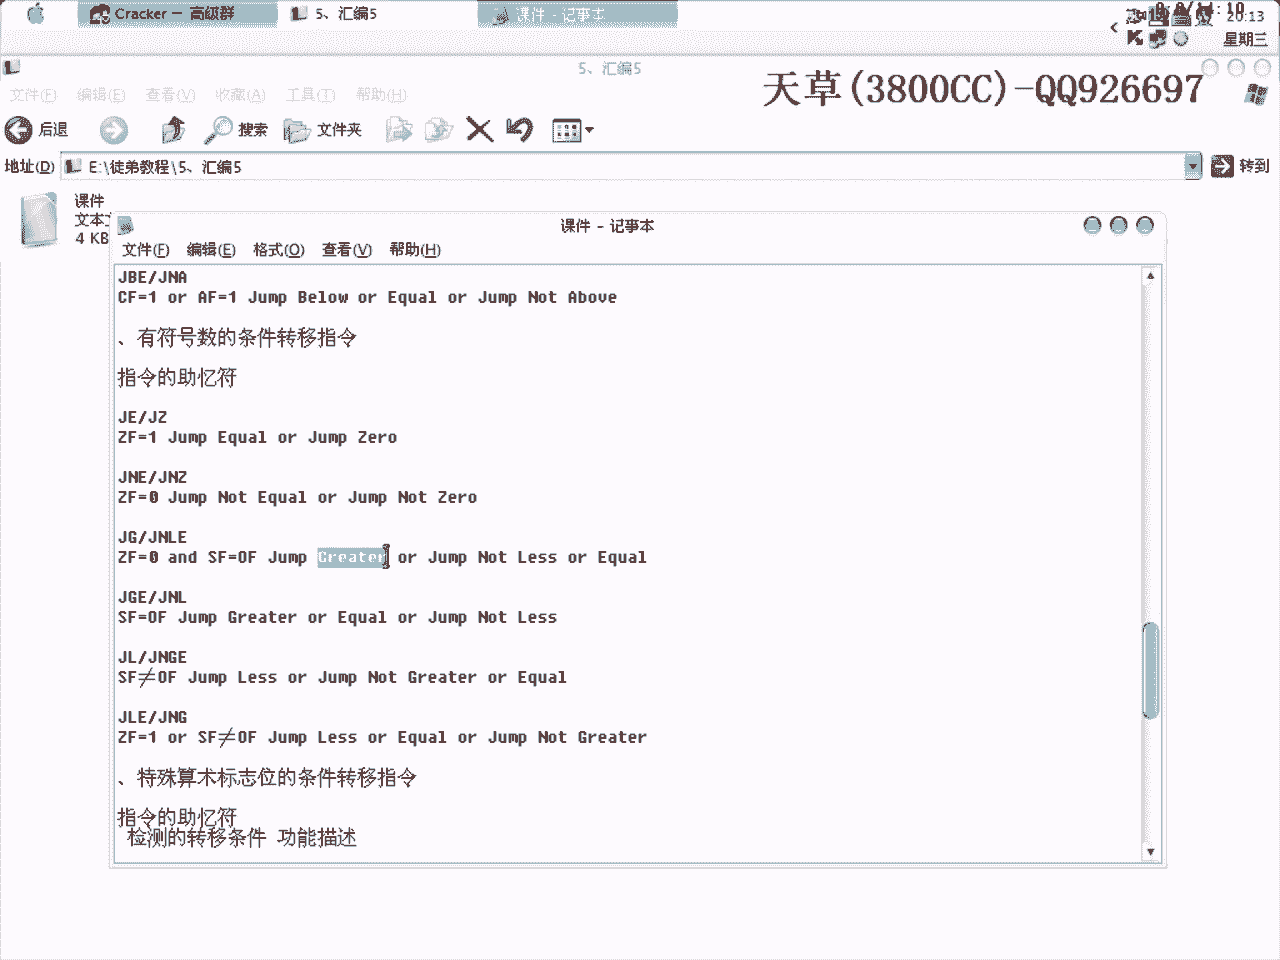 Cracker - 高级群
5、汇编5
课件 - 记事本
20:13
星期三
5、汇编5
文件(F) 编辑(E) 查看(V) 收藏(A) 工具(T) 帮助(H)
天草(3800CC)-QQ926697
后退 搜索 文件夹
地址(D) E:\徒弟教程\5、汇编5 转到
课件
文本
4 KB
课件 - 记事本
文件(F) 编辑(E) 格式(O) 查看(V) 帮助(H)
JBE/JNA
CF=1 or AF=1 Jump Below or Equal or Jump Not Above
、有符号数的条件转移指令
指令的助忆符
JE/JZ
ZF=1 Jump Equal or Jump Zero
JNE/JNZ
ZF=0 Jump Not Equal or Jump Not Zero
JG/JNLE
ZF=0 and SF=OF Jump Greater or Jump Not Less or Equal
JGE/JNL
SF=OF Jump Greater or Equal or Jump Not Less
JL/JNGE
SF≠OF Jump Less or Jump Not Greater or Equal
JLE/JNG
ZF=1 or SF≠OF Jump Less or Equal or Jump Not Greater
、特殊算术标志位的条件转移指令
指令的助忆符
检测的转移条件 功能描述